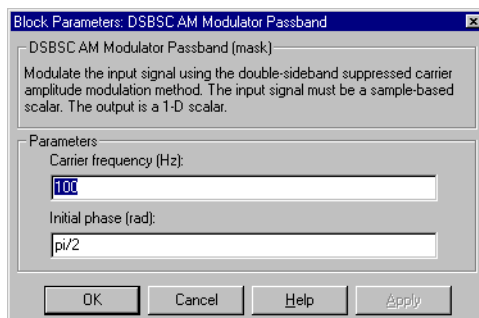 Block Parameters: DSBSC AM Modulator Passband
DSBSC AM Modulator Passband (mask)
Modulate the input signal using the double-sideband suppressed carrier
amplitude modulation method. The input signal must be a sample-based
scalar. The output is a 1-D scalar.
Parameters
Carrier frequency (Hz):
100
Initial phase (rad):
pi/2
OK Cancel Help Apply